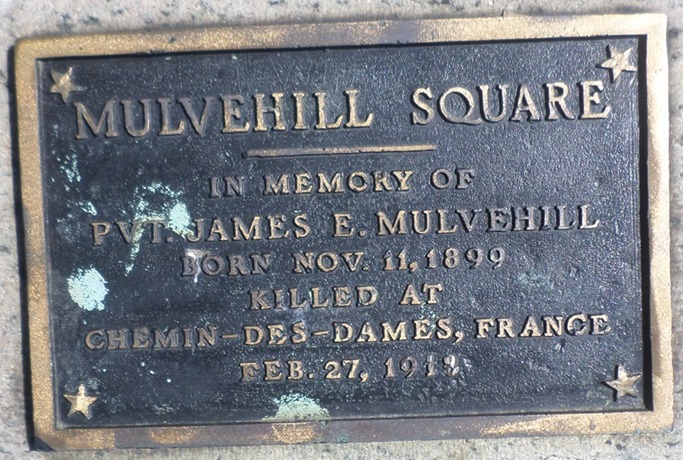 MULVEHILL SQUARE
IN MEMORY OF
PVT. JAMES E. MULVEHILL
BORN NOV. 11, 1899
KILLED AT
CHEMIN-DES-DAMES, FRANCE
FEB. 27, 1918